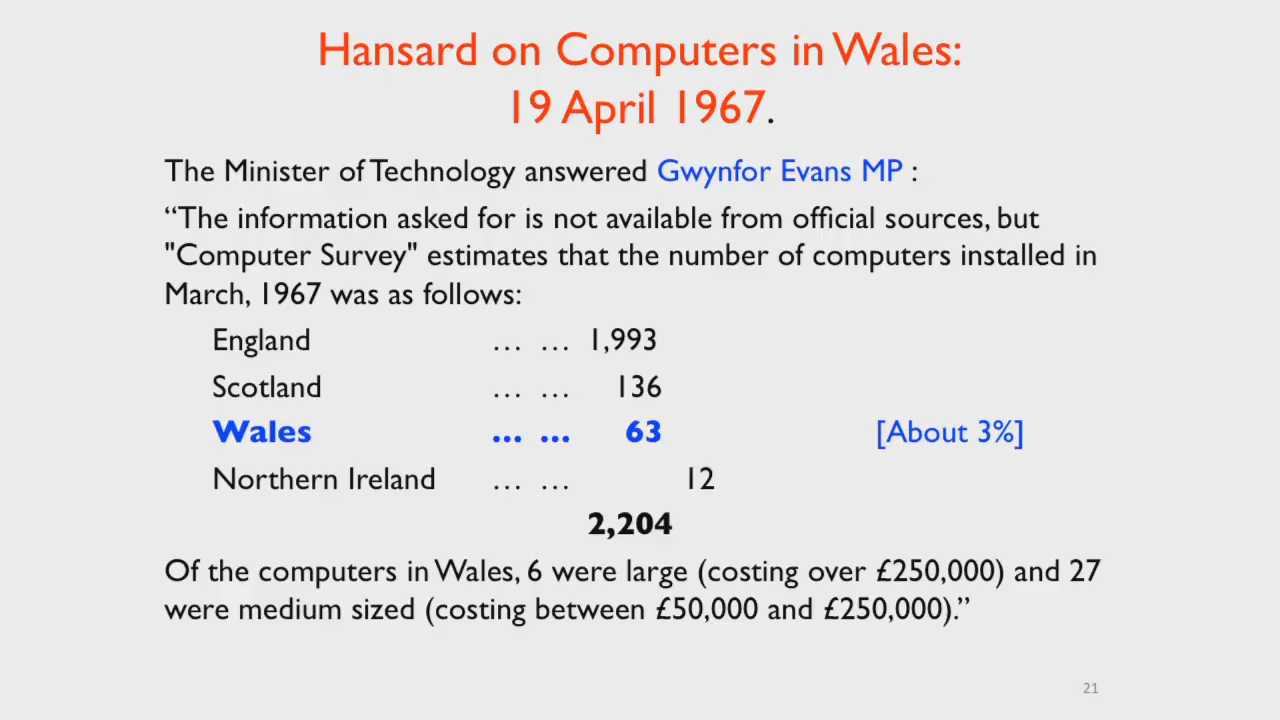 Hansard on Computers in Wales:
19 April 1967.
The Minister of Technology answered Gwynfor Evans MP :
“The information asked for is not available from official sources, but
"Computer Survey" estimates that the number of computers installed in
March, 1967 was as follows:
England … … 1,993
Scotland … … 136
Wales … … 63 [About 3%]
Northern Ireland … … 12
2,204
Of the computers in Wales, 6 were large (costing over £250,000) and 27
were medium sized (costing between £50,000 and £250,000).”
21